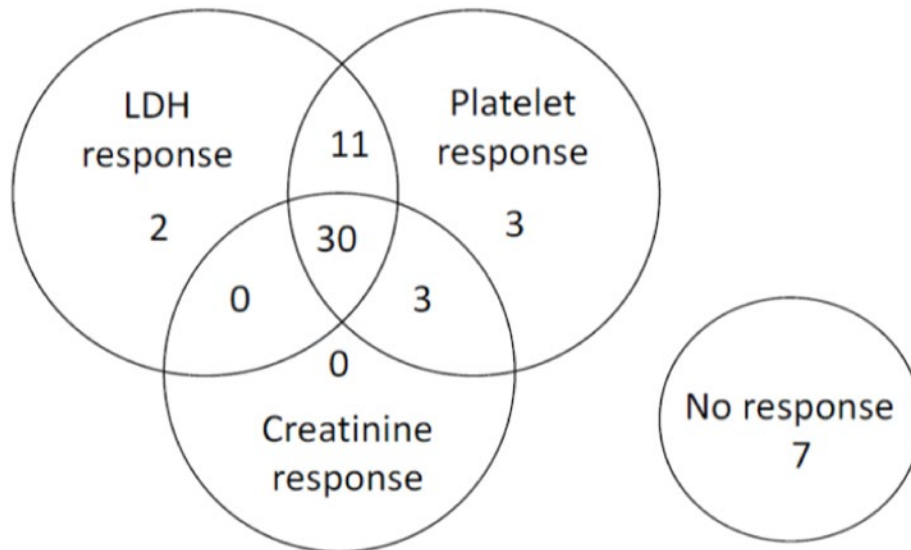 LDH
response
2
Platelet
response
3
11
30
0
3
0
Creatinine
response
No response
7